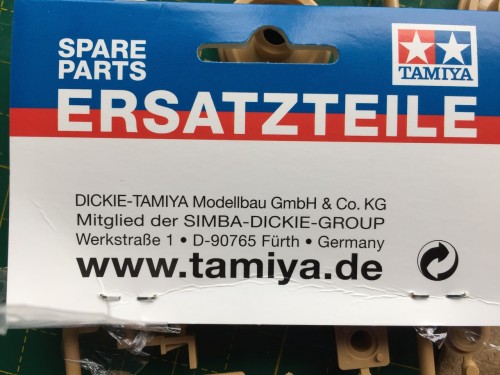 SPARE
PARTS
TAMIYA
ERSATZTEILE
DICKIE-TAMIYA Modellbau GmbH & Co. KG
Mitglied der SIMBA-DICKIE-GROUP
Werkstraße 1 • D-90765 Fürth • Germany
www.tamiya.de